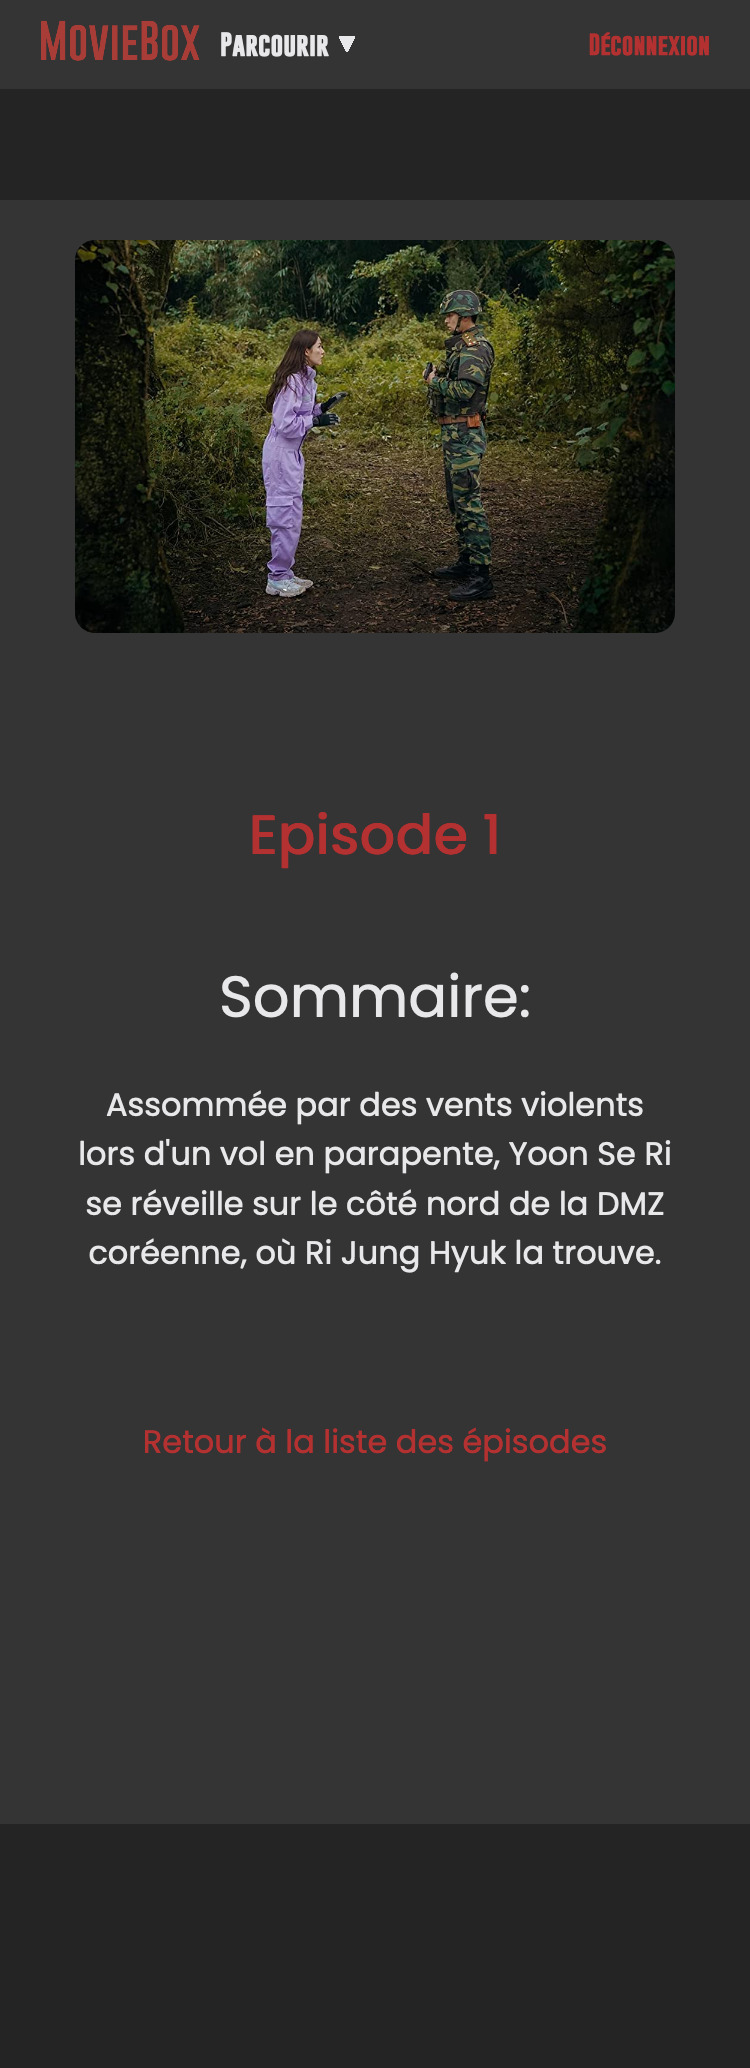 MovieBox Parcourir ▼ Déconnexion
Episode 1
Sommaire:
Assommée par des vents violents
lors d'un vol en parapente, Yoon Se Ri
se réveille sur le côté nord de la DMZ
coréenne, où Ri Jung Hyuk la trouve.
Retour à la liste des épisodes